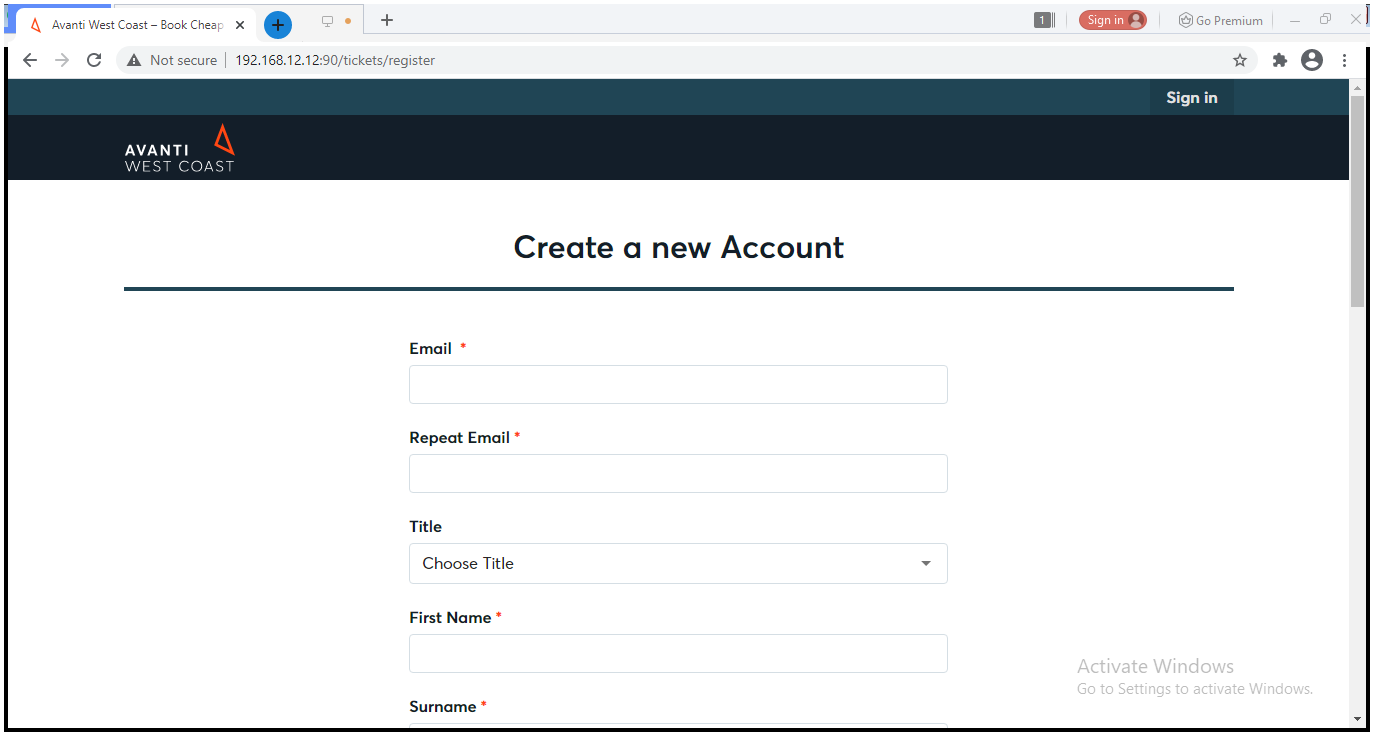 Avanti West Coast – Book Cheap
1
Sign in
Go Premium
Not secure
192.168.12.12:90/tickets/register
Sign in
AVANTI
WEST COAST
Create a new Account
Email *
Repeat Email *
Title
Choose Title
First Name *
Surname *
Activate Windows
Go to Settings to activate Windows.